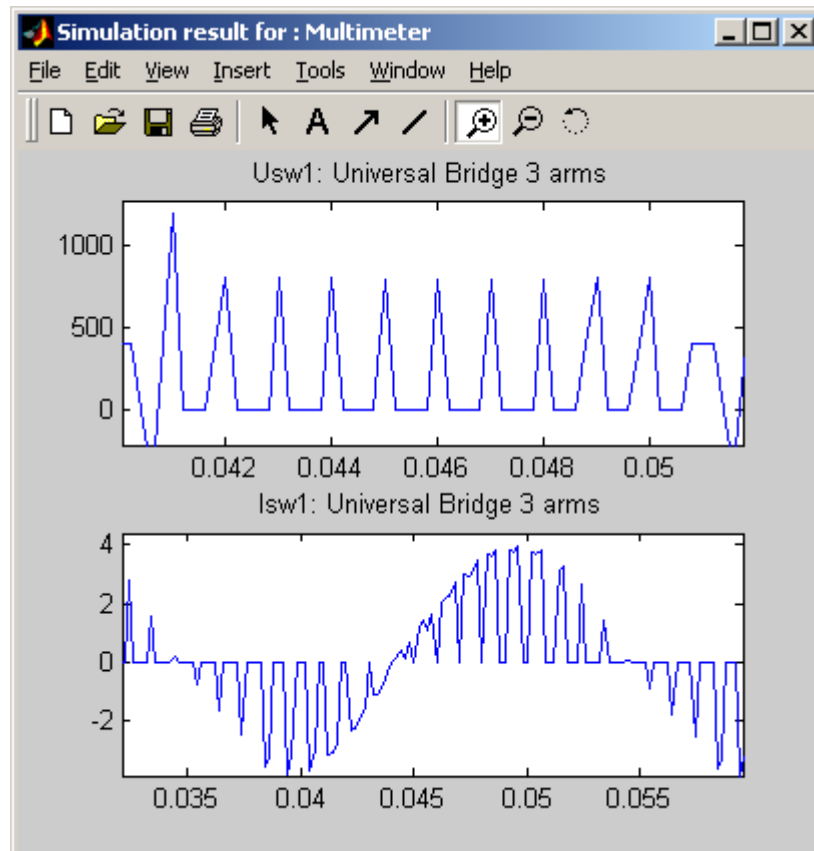 Simulation result for : Multimeter
File Edit View Insert Tools Window Help
A
Usw1: Universal Bridge 3 arms
1000
500
0
0.042 0.044 0.046 0.048 0.05
Isw1: Universal Bridge 3 arms
4
2
0
-2
0.035 0.04 0.045 0.05 0.055